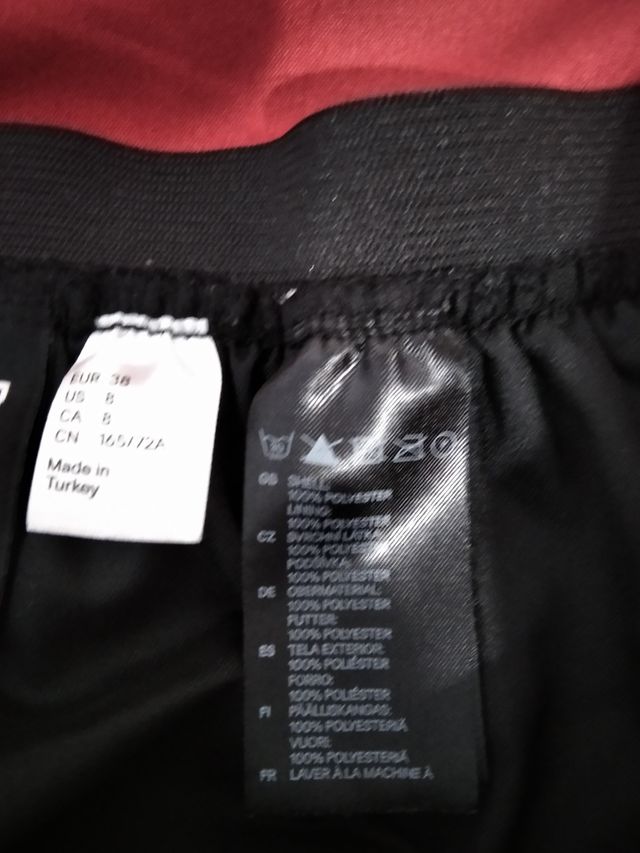 EUR 38
US 8
CA 8
CN 165/72A
Made in
Turkey
GB SHELL:
100% POLYESTER
LINING:
100% POLYESTER
CZ SVRCHNÍ LÁTKA:
100% POLYESTER
PODŠÍVKA:
100% POLYESTER
DE OBERMATERIAL:
100% POLYESTER
FUTTER:
100% POLYESTER
ES TELA EXTERIOR:
100% POLIÉSTER
FORRO:
100% POLIÉSTER
FI PÄÄLLISKANGAS:
100% POLYESTERIÄ
VUORI:
100% POLYESTERIÄ
FR LAVER À LA MACHINE À